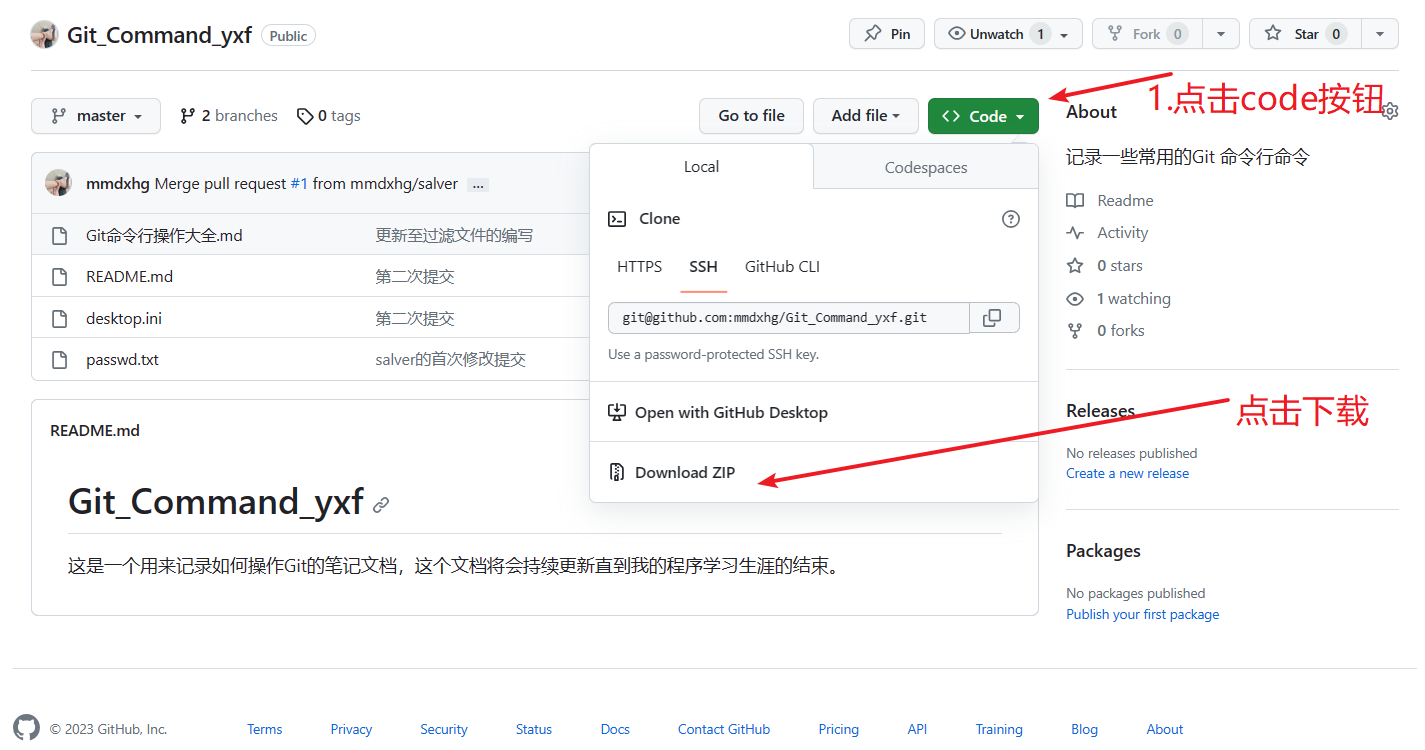 Git_Command_yxf Public Pin Unwatch 1 Fork 0 Star 0
master 2 branches 0 tags Go to file Add file Code
1.点击code按钮
About
记录一些常用的Git 命令行命令
Readme
Activity
0 stars
1 watching
0 forks
mmdxhg Merge pull request #1 from mmdxhg/salver ...
Git命令行操作大全.md 更新至过滤文件的编写
README.md 第二次提交
desktop.ini 第二次提交
passwd.txt salver的首次修改提交
Local Codespaces
Clone
HTTPS SSH GitHub CLI
git@github.com:mmdxhg/Git_Command_yxf.git
Use a password-protected SSH key.
Open with GitHub Desktop
Download ZIP
点击下载
Releases
No releases published
Create a new release
Packages
No packages published
Publish your first package
README.md
Git_Command_yxf
这是一个用来记录如何操作Git的笔记文档，这个文档将会持续更新直到我的程序学习生涯的结束。
© 2023 GitHub, Inc. Terms Privacy Security Status Docs Contact GitHub Pricing API Training Blog About